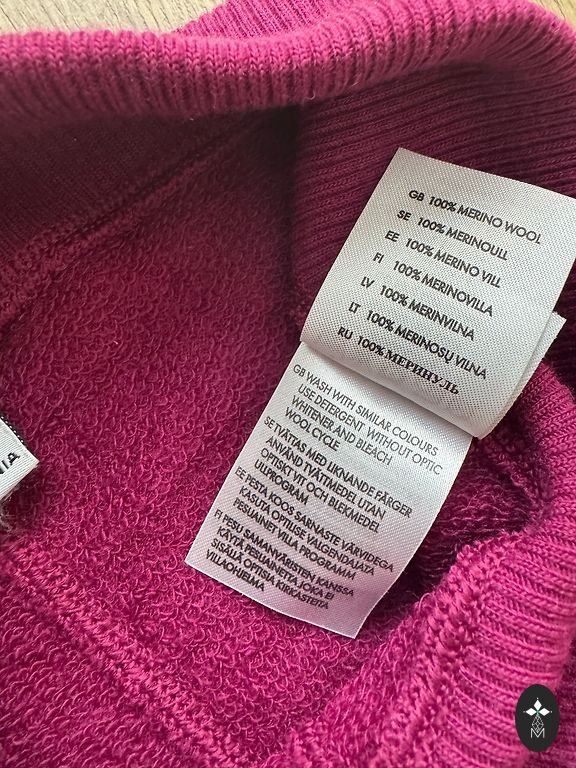 GB 100% MERINO WOOL
SE 100% MERINOULL
EE 100% MERINO VILL
FI 100% MERINOVILLA
LV 100% MERINVILNA
LT 100% MERINOSŲ VILNA
RU 100% МЕРИНУЛЬ
GB WASH WITH SIMILAR COLOURS
USE DETERGENT WITHOUT OPTIC
WHITENER AND BLEACH
WOOL CYCLE
SE TVÄTTAS MED LIKNANDE FÄRGER
ANVÄND TVÄTTMEDEL UTAN
OPTISKT VIT OCH BLEKMEDEL
ULLPROGRAM
EE PESTA KOOS SARNASTE VÄRVIDEGA
KASUTA OPTILISE VALGENDAJATA
PESUAINET VILLA PROGRAMM
FI PESU SAMANVÄRISTEN KANSSA
KÄYTÄ PESUAINETTA JOKA EI
SISÄLLÄ OPTISIA KIRKASTEITA
VILLAOHJELMA
NIA
M